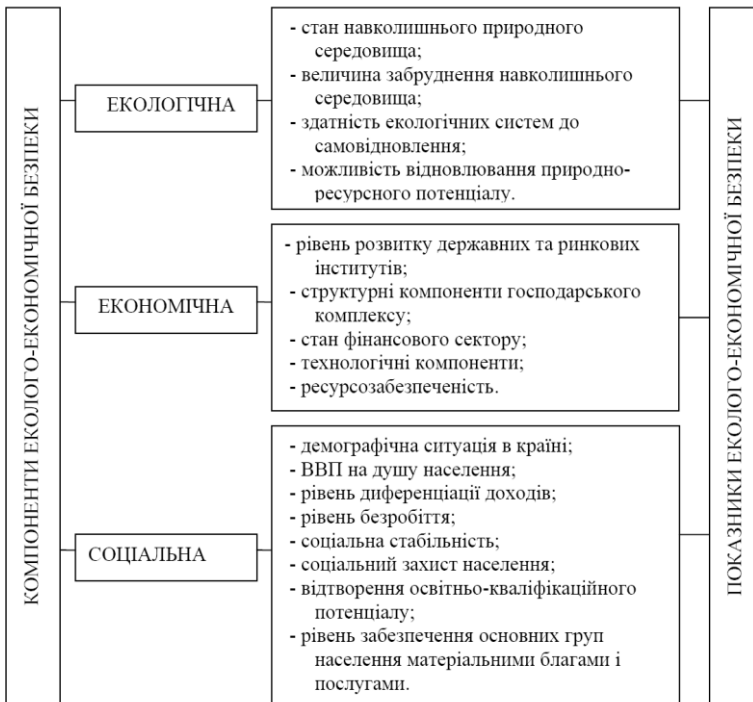 КОМПОНЕНТИ ЕКОЛОГО-ЕКОНОМІЧНОЇ БЕЗПЕКИ
ЕКОЛОГІЧНА
- стан навколишнього природного
середовища;
- величина забруднення навколишнього
середовища;
- здатність екологічних систем до
самовідновлення;
- можливість відновлювання природно-
ресурсного потенціалу.
ЕКОНОМІЧНА
- рівень розвитку державних та ринкових
інститутів;
- структурні компоненти господарського
комплексу;
- стан фінансового сектору;
- технологічні компоненти;
- ресурсозабезпеченість.
СОЦІАЛЬНА
- демографічна ситуація в країні;
- ВВП на душу населення;
- рівень диференціації доходів;
- рівень безробіття;
- соціальна стабільність;
- соціальний захист населення;
- відтворення освітньо-кваліфікаційного
потенціалу;
- рівень забезпечення основних груп
населення матеріальними благами і
послугами.
ПОКАЗНИКИ ЕКОЛОГО-ЕКОНОМІЧНОЇ БЕЗПЕКИ